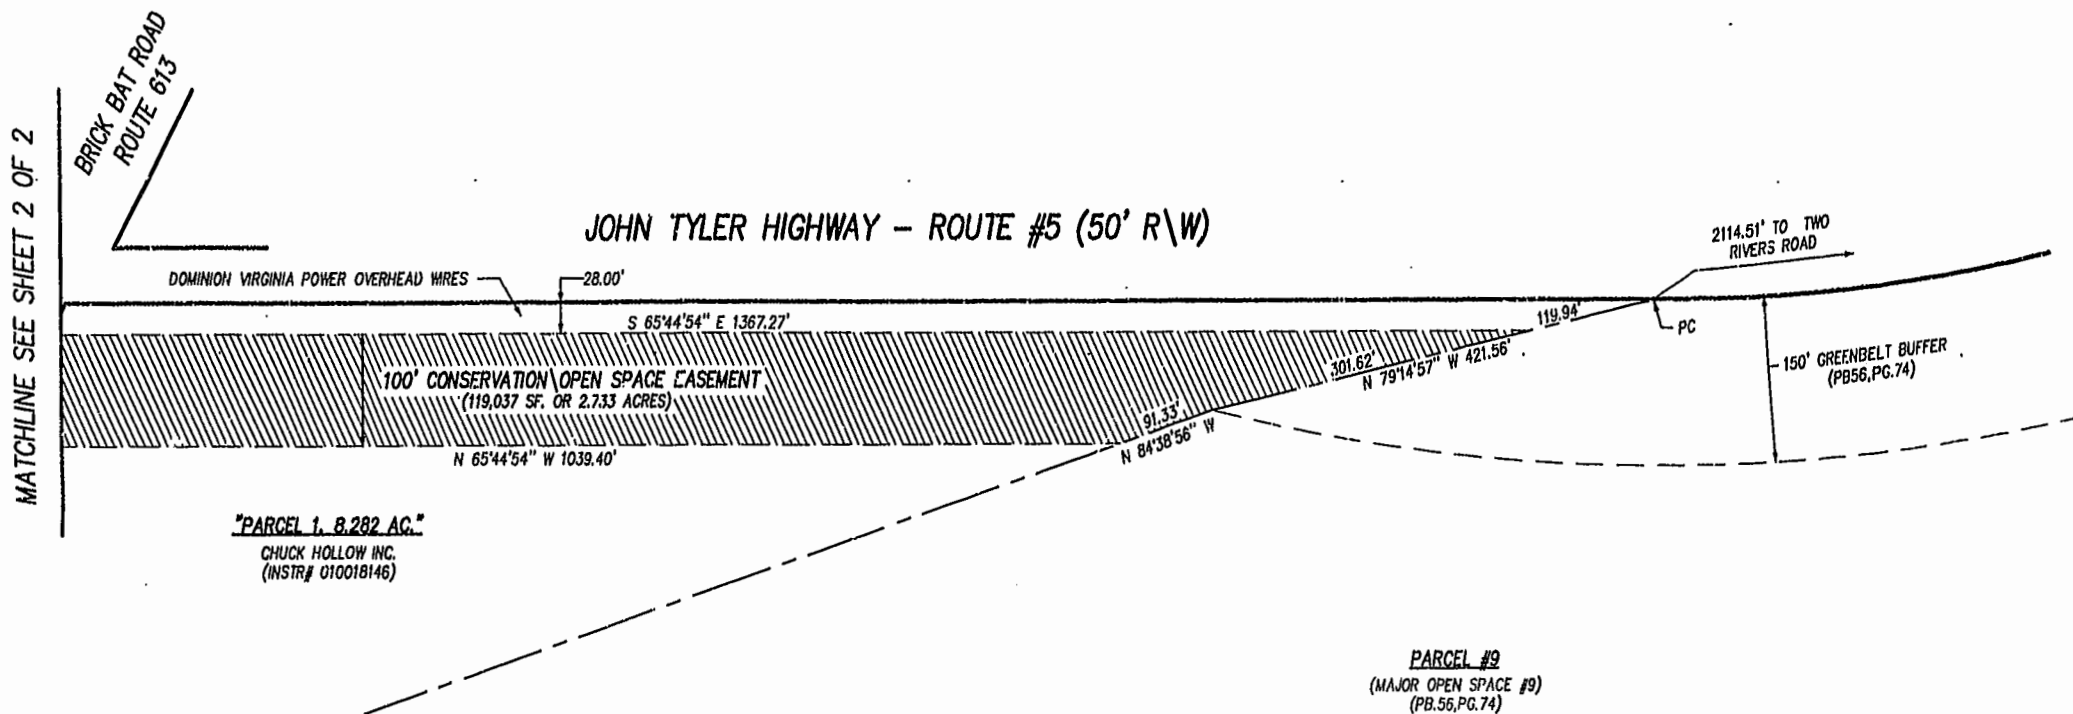 MATCHLINE SEE SHEET 2 OF 2
BRICK BAT ROAD
ROUTE 613
JOHN TYLER HIGHWAY – ROUTE #5 (50' R\W)
2114.51' TO TWO
RIVERS ROAD
DOMINION VIRGINIA POWER OVERHEAD WIRES
28.00'
S 65°44'54" E 1367.27'
119.94'
PC
100' CONSERVATION\OPEN SPACE EASEMENT
(119,037 SF. OR 2.733 ACRES)
301.62'
N 79°14'57" W 421.56'
150' GREENBELT BUFFER
(PB56,PG.74)
91.33'
N 84°38'56" W
N 65°44'54" W 1039.40'
"PARCEL 1, 8.282 AC."
CHUCK HOLLOW INC.
(INSTR# 010018146)
PARCEL #9
(MAJOR OPEN SPACE #9)
(PB.56,PG.74)